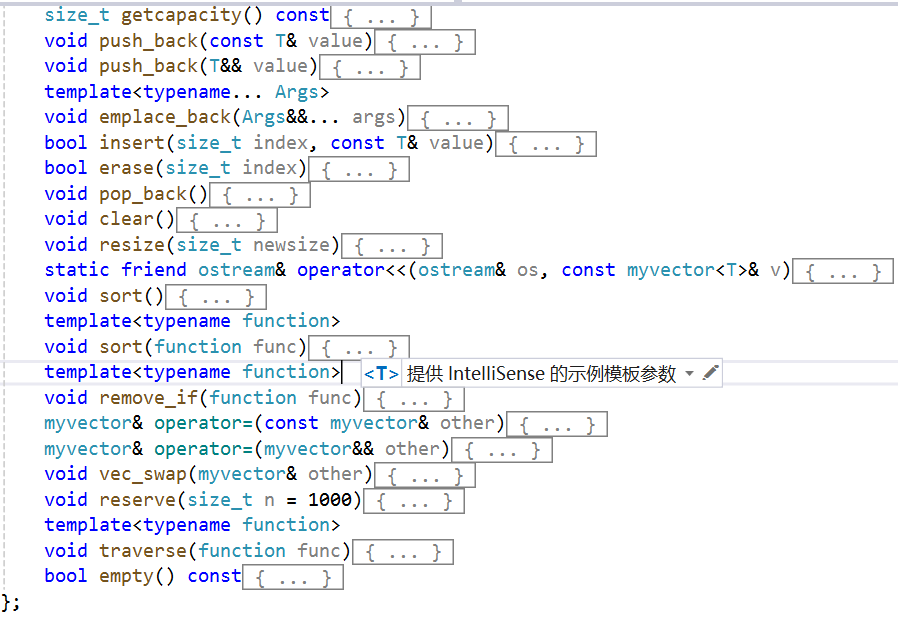 size_t getcapacity() const{ ... }
void push_back(const T& value){ ... }
void push_back(T&& value){ ... }
template<typename... Args>
void emplace_back(Args&&... args){ ... }
bool insert(size_t index, const T& value){ ... }
bool erase(size_t index){ ... }
void pop_back(){ ... }
void clear(){ ... }
void resize(size_t newsize){ ... }
static friend ostream& operator<<(ostream& os, const myvector<T>& v){ ... }
void sort(){ ... }
template<typename function>
void sort(function func){ ... }
template<typename function> <T> 提供 IntelliSense 的示例模板参数
void remove_if(function func){ ... }
myvector& operator=(const myvector& other){ ... }
myvector& operator=(myvector&& other){ ... }
void vec_swap(myvector& other){ ... }
void reserve(size_t n = 1000){ ... }
template<typename function>
void traverse(function func){ ... }
bool empty() const{ ... }
};